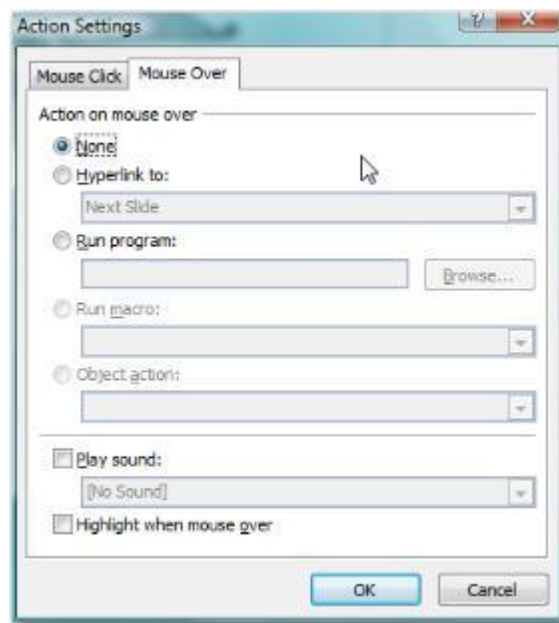 Action Settings
Mouse Click Mouse Over
Action on mouse over
None
Hyperlink to:
Next Slide
Run program:
Browse...
Run macro:
Object action:
Play sound:
[No Sound]
Highlight when mouse over
OK Cancel